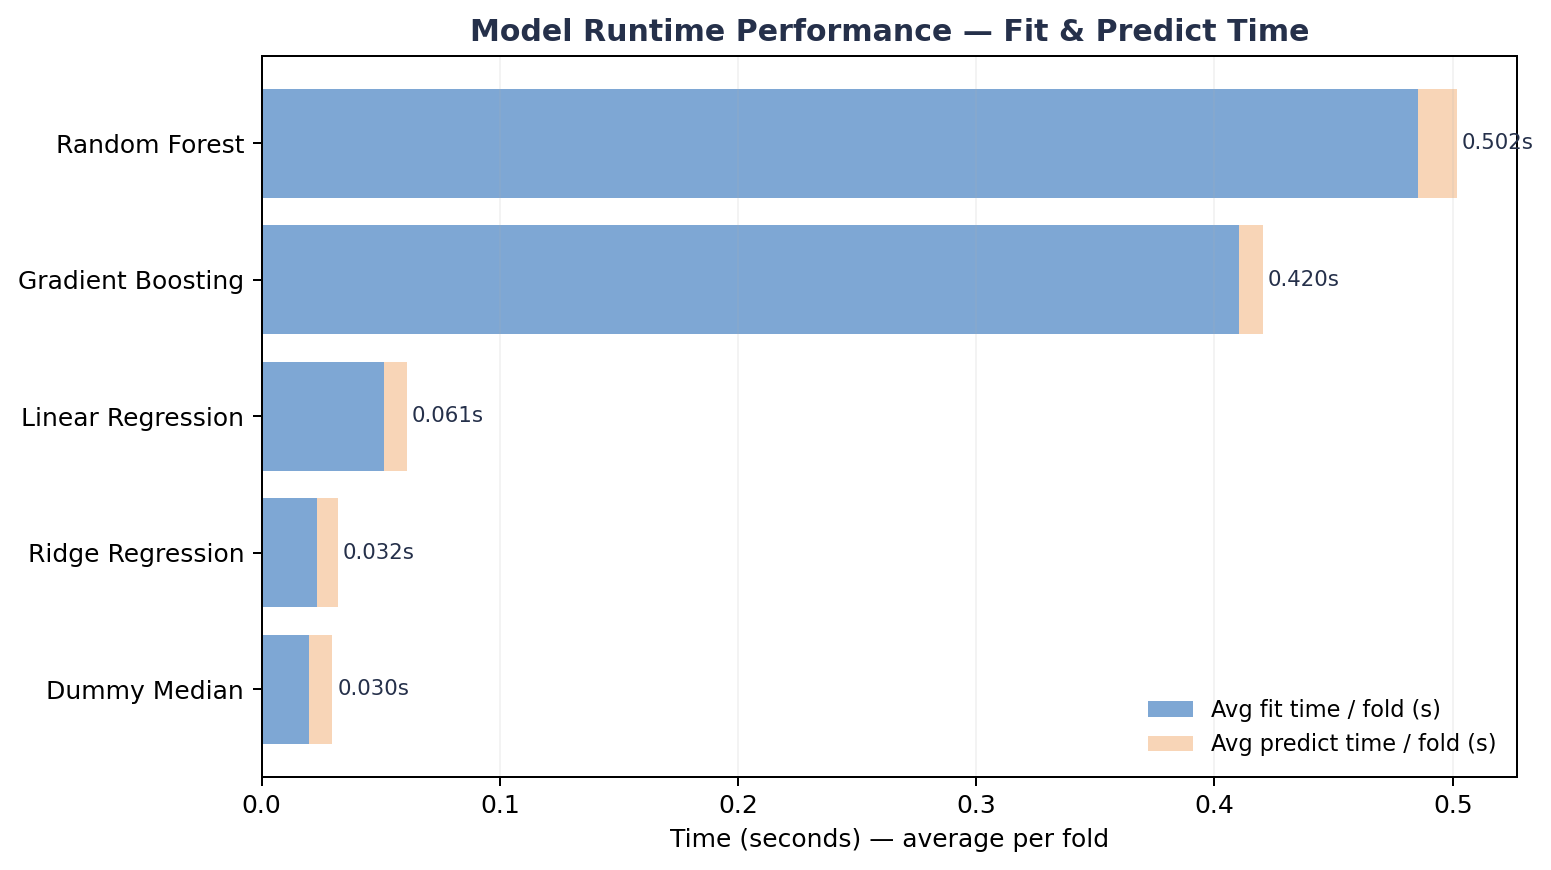 Model Runtime Performance — Fit & Predict Time
Random Forest
0.502s
Gradient Boosting
0.420s
Linear Regression
0.061s
Ridge Regression
0.032s
Dummy Median
0.030s
Avg fit time / fold (s)
Avg predict time / fold (s)
0.0 0.1 0.2 0.3 0.4 0.5
Time (seconds) — average per fold